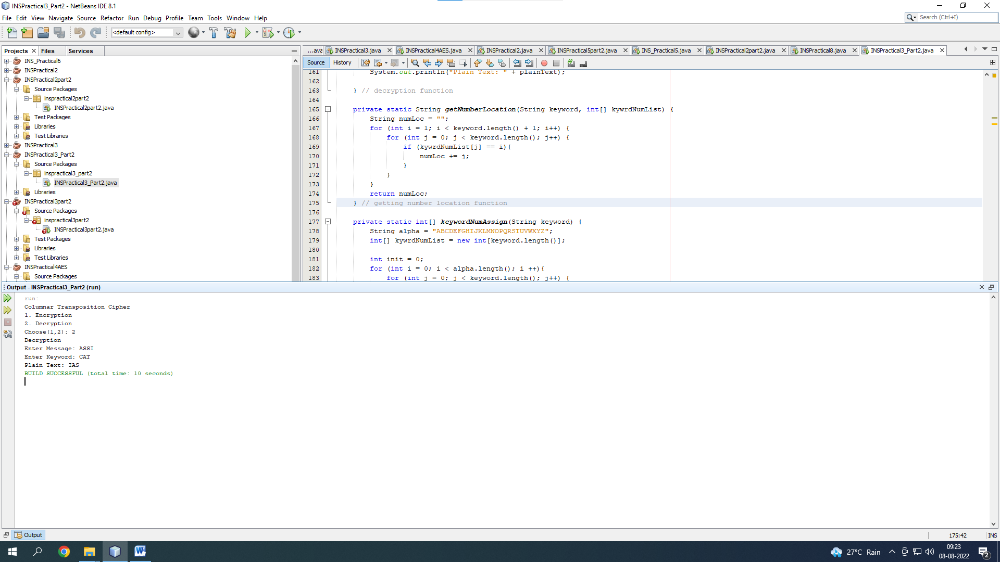 INSPractical3_Part2 - NetBeans IDE 8.1
File Edit View Navigate Source Refactor Run Debug Profile Team Tools Window Help
Search (Ctrl+I)
<default config>
Projects Files Services
INS_Practical6
INSPractical2
INSPractical2part2
Source Packages
inspractical2part2
INSPractical2part2.java
Test Packages
Libraries
Test Libraries
INSPractical3
INSPractical3_Part2
Source Packages
inspractical3_part2
INSPractical3_Part2.java
Libraries
INSPractical3part2
Source Packages
inspractical3part2
INSPractical3part2.java
Test Packages
Libraries
Test Libraries
INSPractical4AES
Source Packages
...ava INSPractical3.java INSPractical4AES.java INSPractical2.java INSPractical5part2.java INS_Practical5.java INSPractical2part2.java INSPractical8.java INSPractical3_Part2.java
Source History
161 System.out.println("Plain Text: " + plainText);
162
163 } // decryption function
164
165 private static String getNumberLocation(String keyword, int[] kywrdNumList) {
166 String numLoc = "";
167 for (int i = 1; i < keyword.length() + 1; i++) {
168 for (int j = 0; j < keyword.length(); j++) {
169 if (kywrdNumList[j] == i){
170 numLoc += j;
171 }
172 }
173 }
174 return numLoc;
175 } // getting number location function
176
177 private static int[] keywordNumAssign(String keyword) {
178 String alpha = "ABCDEFGHIJKLMNOPQRSTUVWXYZ";
179 int[] kywrdNumList = new int[keyword.length()];
180
181 int init = 0;
182 for (int i = 0; i < alpha.length(); i ++){
183 for (int j = 0; j < keyword.length(); j++) {
Output - INSPractical3_Part2 (run)
run:
Columnar Transposition Cipher
1. Encryption
2. Decryption
Choose(1,2): 2
Decryption
Enter Message: ASSI
Enter Keyword: CAT
Plain Text: IAS
BUILD SUCCESSFUL (total time: 10 seconds)
Output
175:42 INS
27°C Rain
09:23
08-08-2022
2